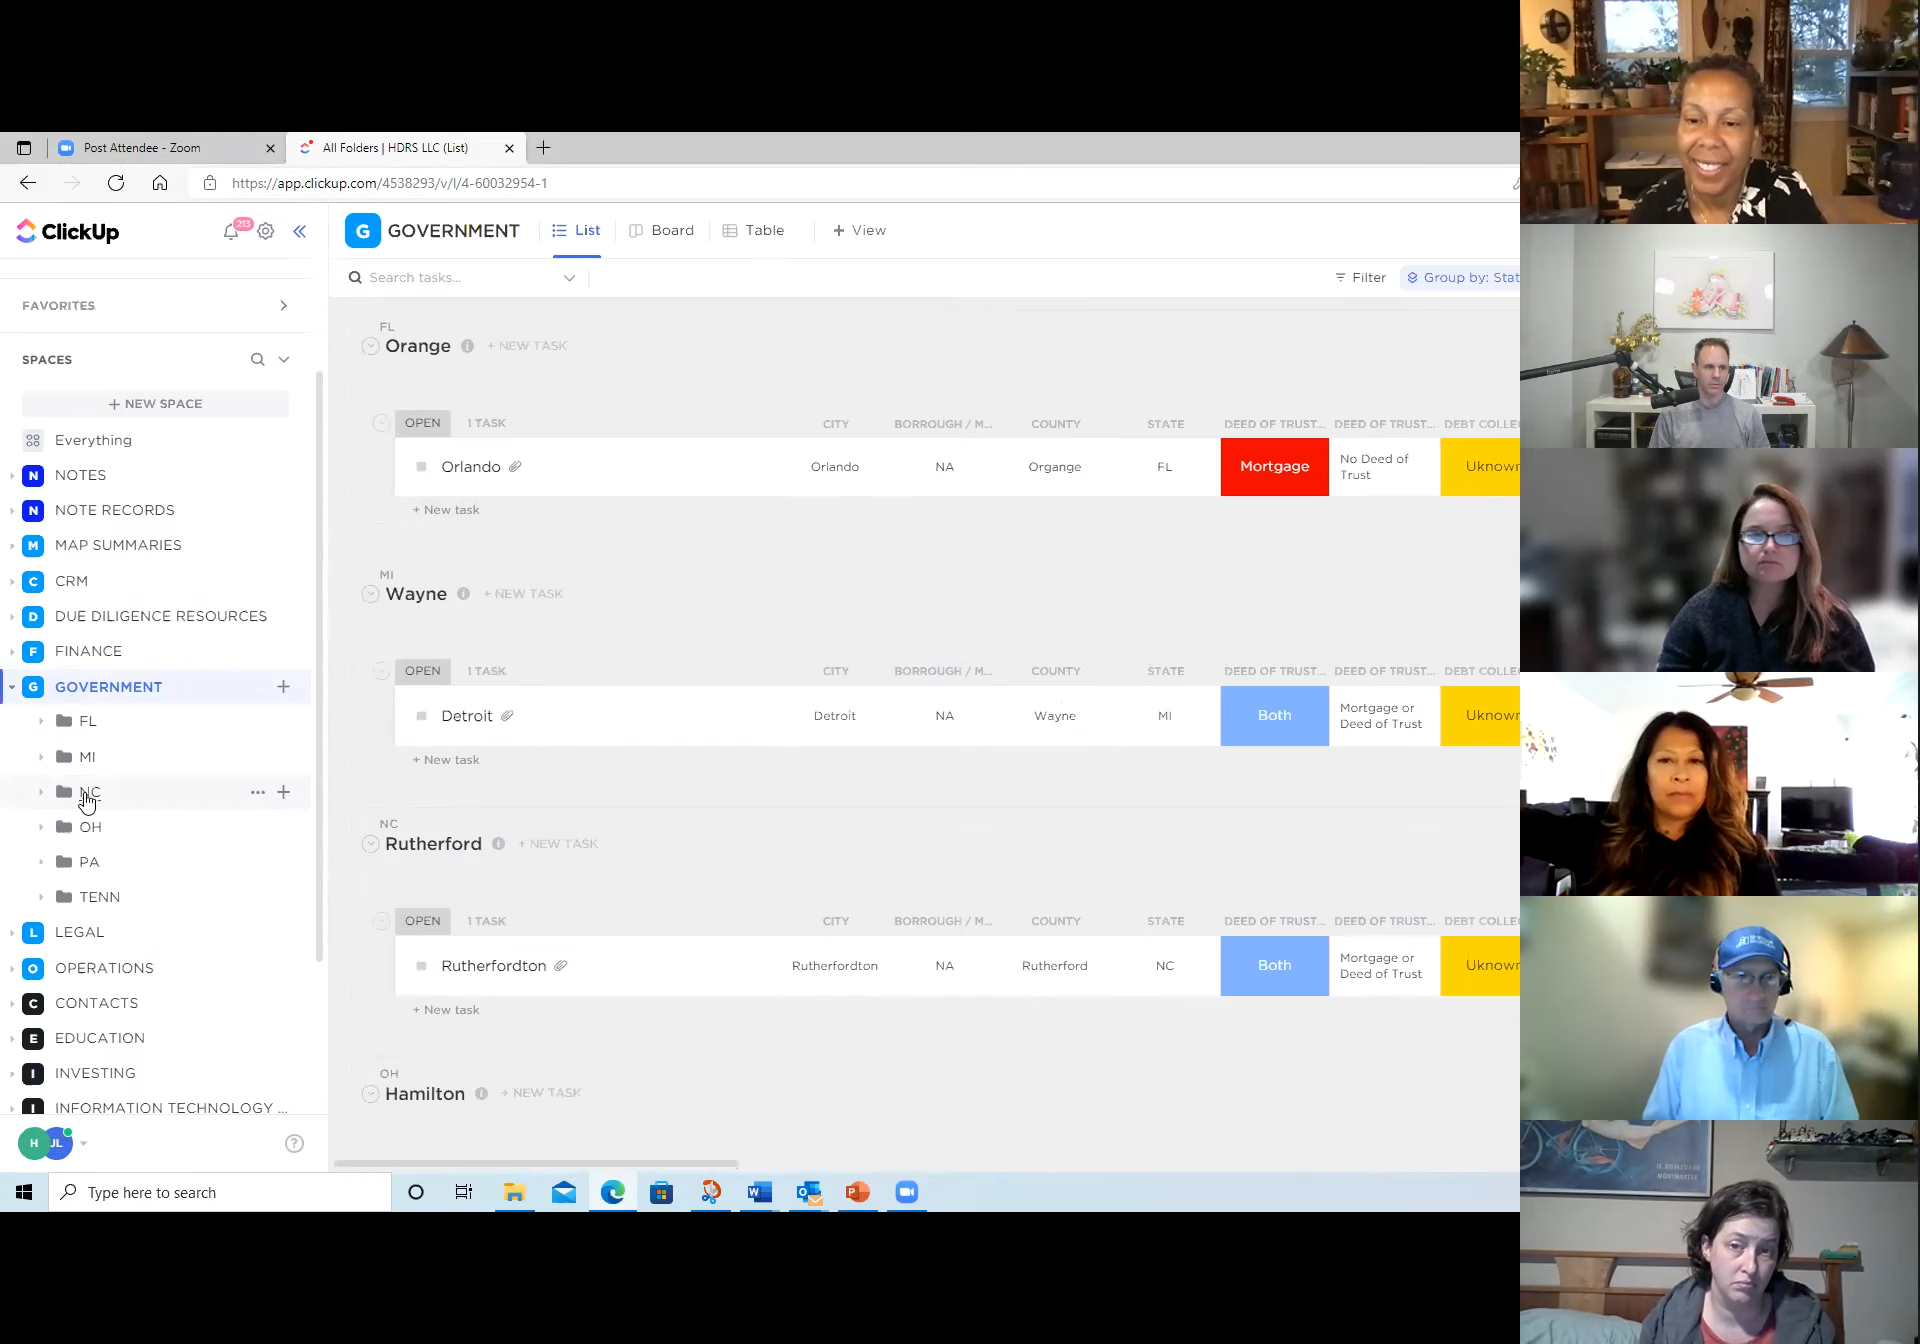 Post Attendee - Zoom
All Folders | HDRS LLC (List)
https://app.clickup.com/4538293/v/l/4-60032954-1
ClickUp
213
G
GOVERNMENT
List
Board
Table
+ View
Search tasks...
Filter
Group by: Stat
FAVORITES
SPACES
+ NEW SPACE
Everything
N NOTES
N NOTE RECORDS
M MAP SUMMARIES
C CRM
D DUE DILIGENCE RESOURCES
F FINANCE
G GOVERNMENT
FL
MI
NC
OH
PA
TENN
L LEGAL
O OPERATIONS
C CONTACTS
E EDUCATION
I INVESTING
I INFORMATION TECHNOLOGY ...
H JL
FL
Orange + NEW TASK
OPEN 1 TASK CITY BORROUGH / M... COUNTY STATE DEED OF TRUST... DEED OF TRUST... DEBT COLLE
Orlando Orlando NA Organge FL Mortgage No Deed of Trust Uknown
+ New task
MI
Wayne + NEW TASK
OPEN 1 TASK CITY BORROUGH / M... COUNTY STATE DEED OF TRUST... DEED OF TRUST... DEBT COLLE
Detroit Detroit NA Wayne MI Both Mortgage or Deed of Trust Uknown
+ New task
NC
Rutherford + NEW TASK
OPEN 1 TASK CITY BORROUGH / M... COUNTY STATE DEED OF TRUST... DEED OF TRUST... DEBT COLLE
Rutherfordton Rutherfordton NA Rutherford NC Both Mortgage or Deed of Trust Uknown
+ New task
OH
Hamilton + NEW TASK
Type here to search